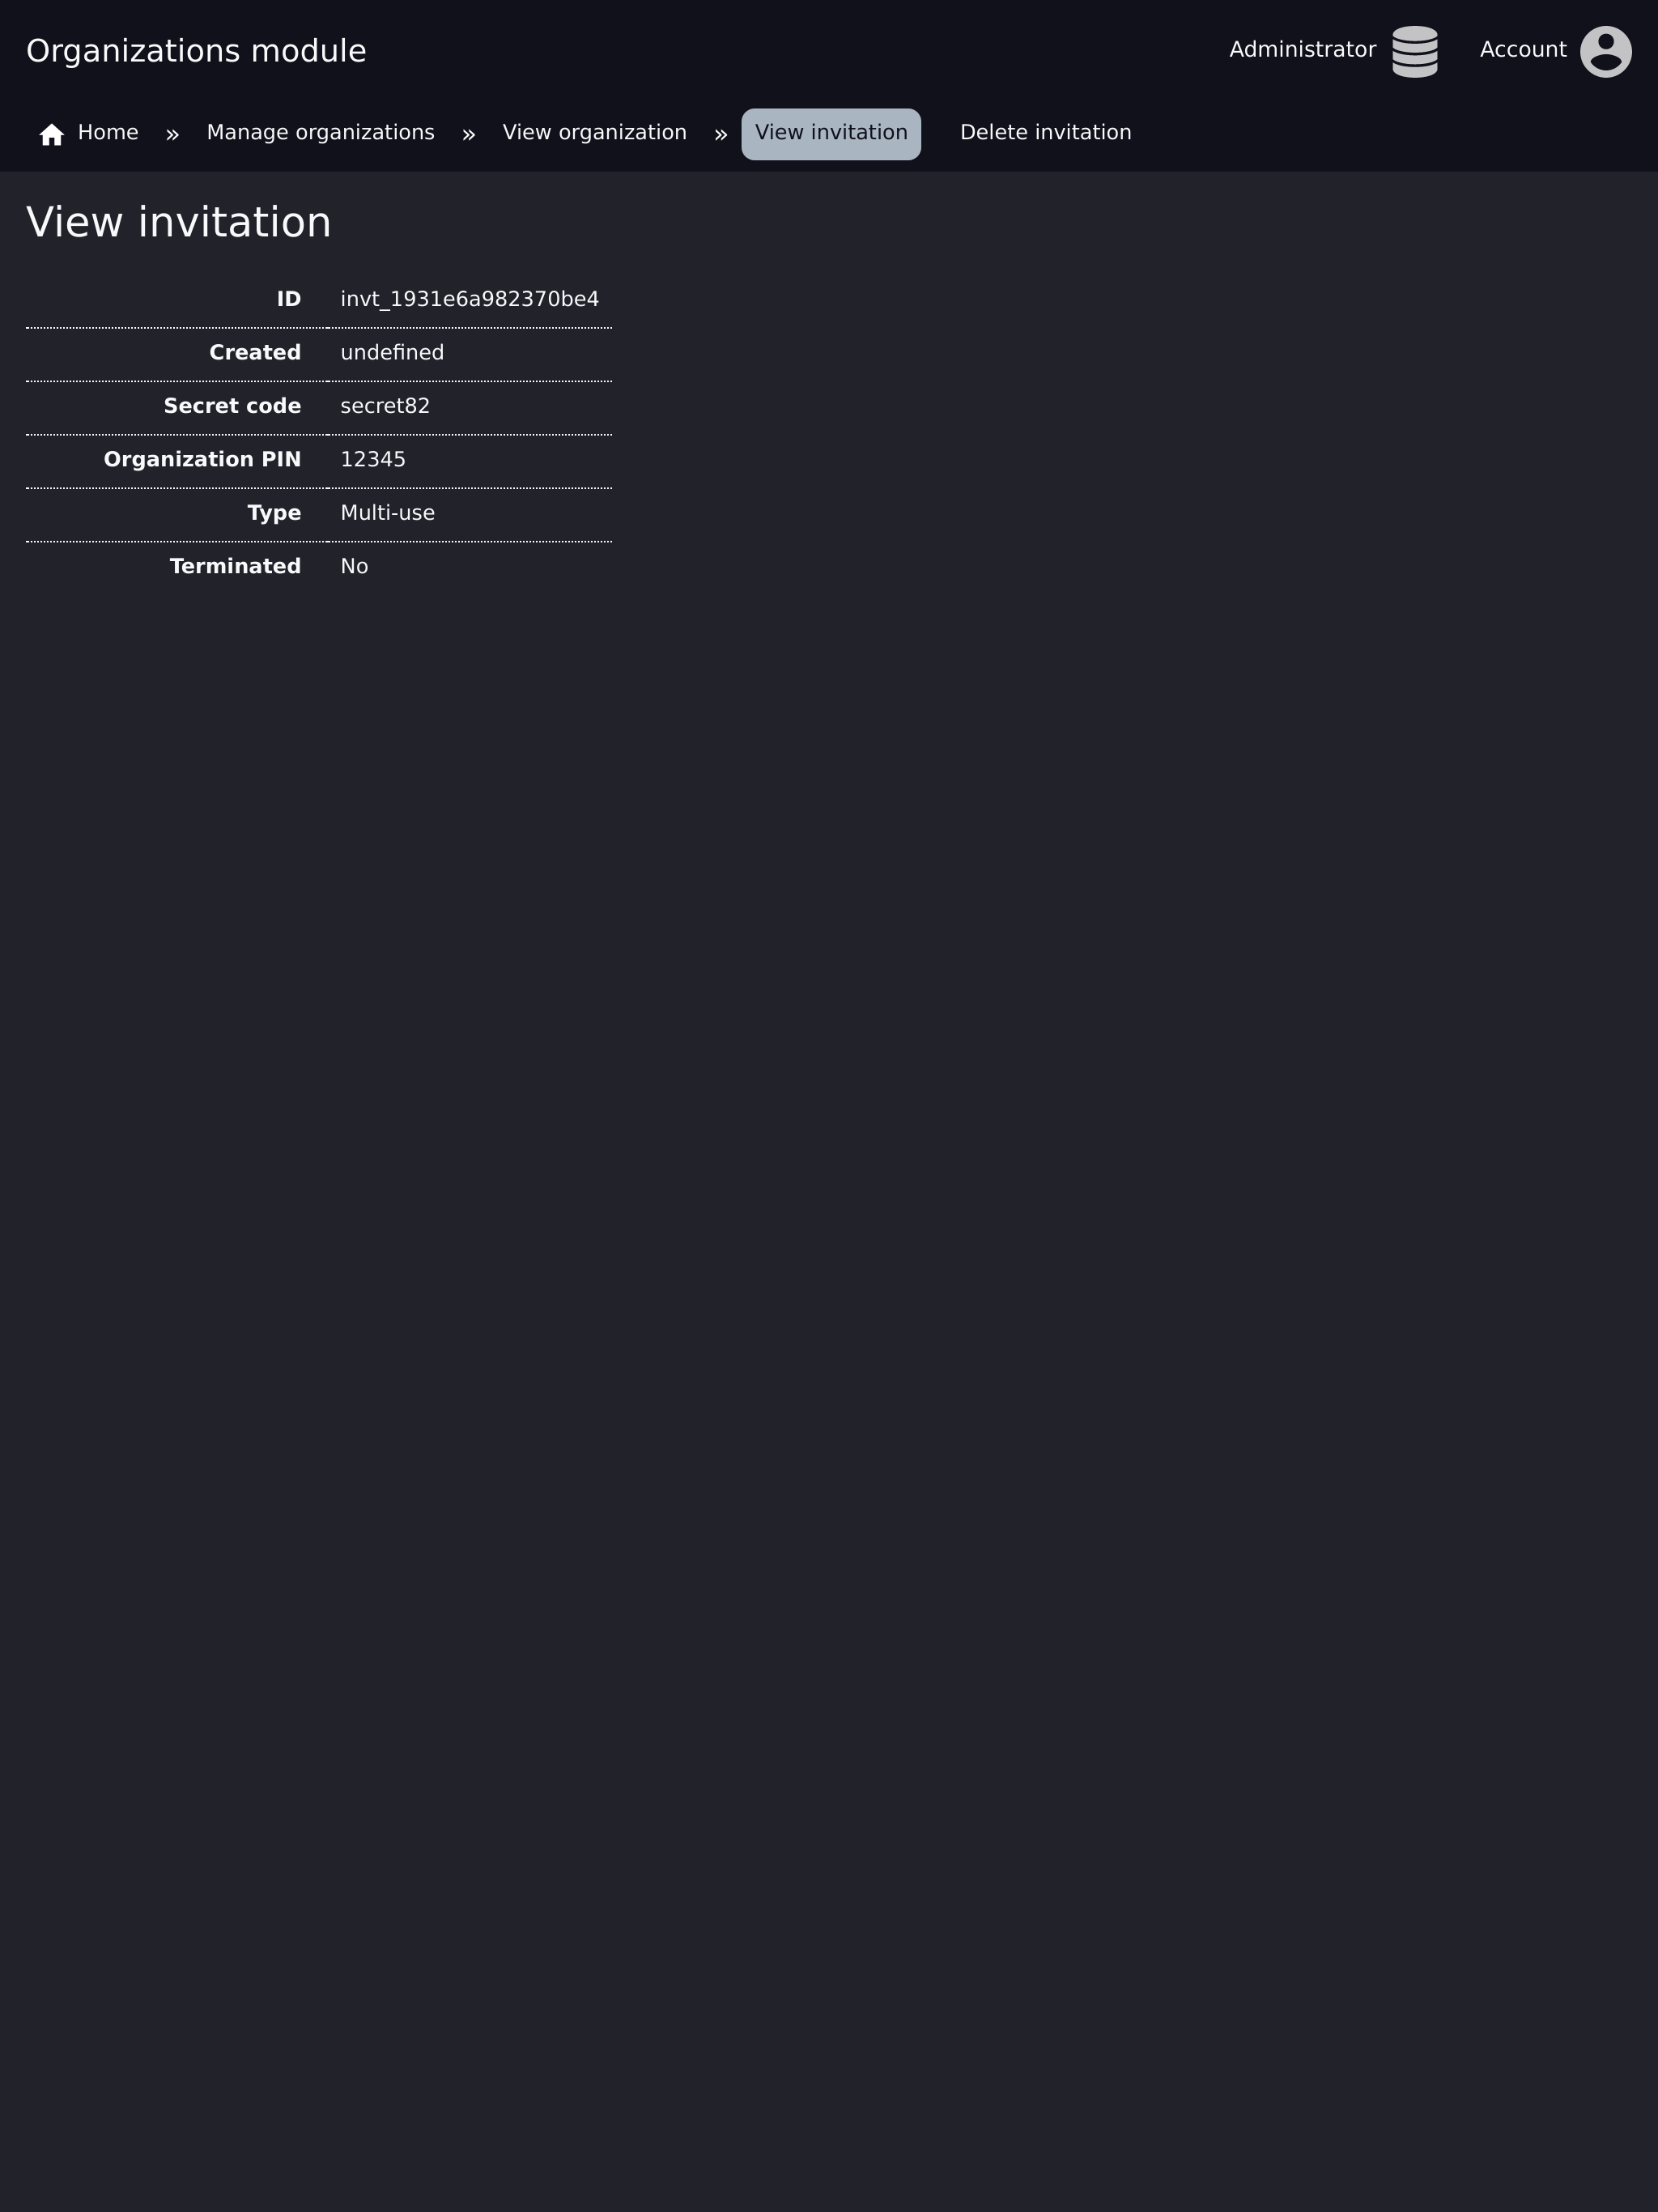 Organizations module
Administrator
Account
Home » Manage organizations » View organization » View invitation Delete invitation
View invitation
ID invt_1931e6a982370be4
Created undefined
Secret code secret82
Organization PIN 12345
Type Multi-use
Terminated No